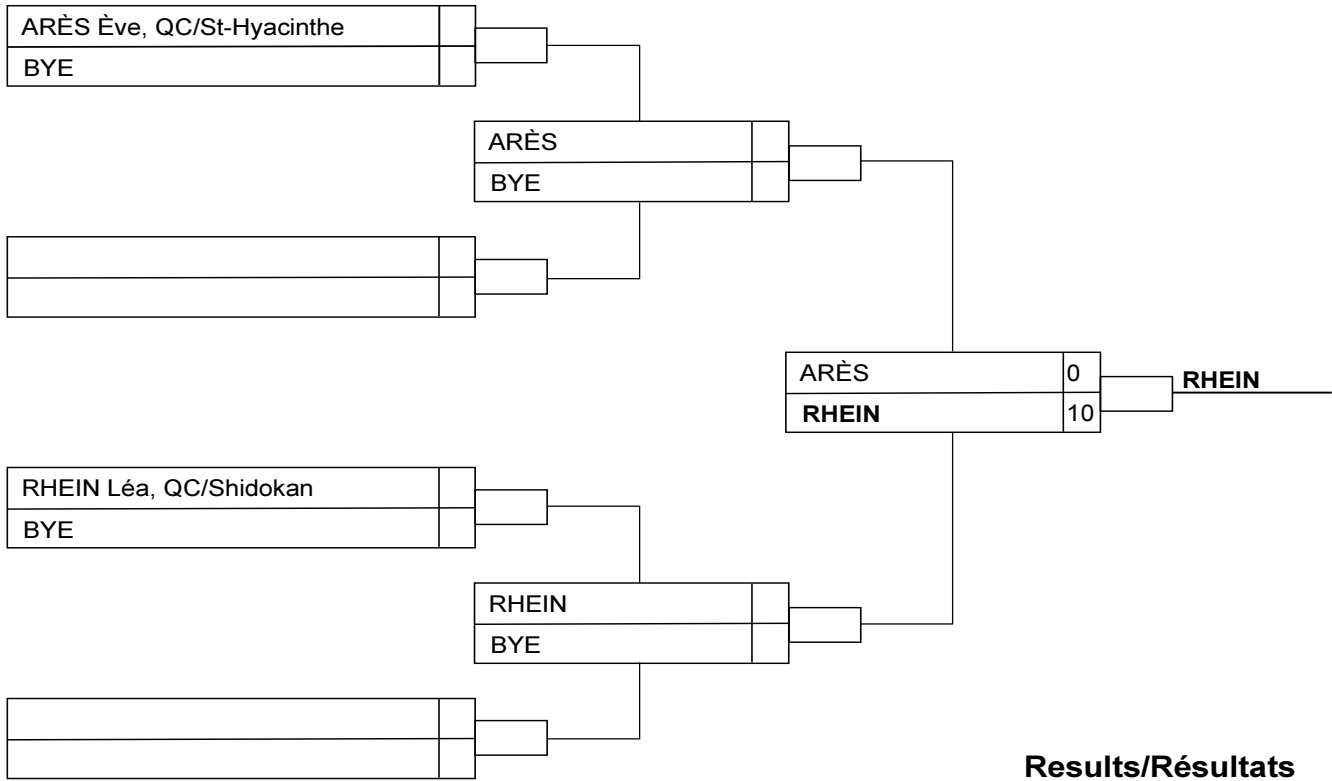 ARÈS Ève, QC/St-Hyacinthe
BYE
ARÈS
BYE
ARÈS 0
RHEIN 10
RHEIN
RHEIN Léa, QC/Shidokan
BYE
RHEIN
BYE
Results/Résultats